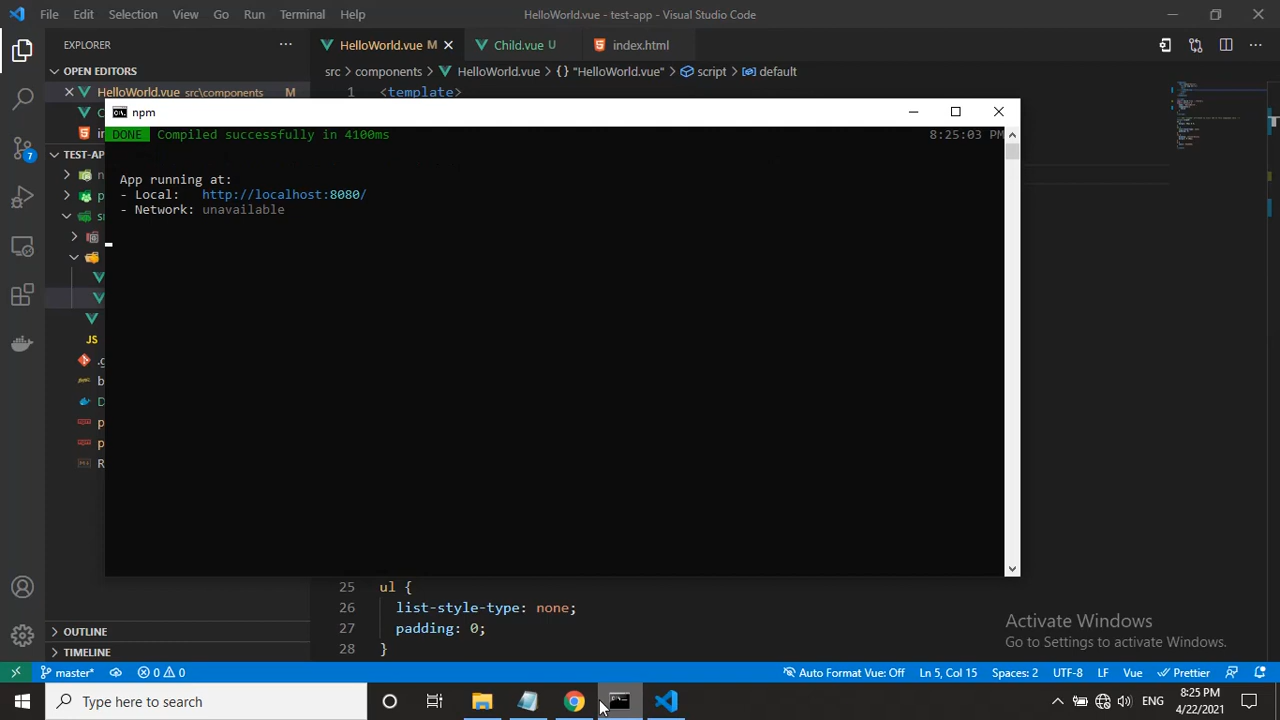 File Edit Selection View Go Run Terminal Help HelloWorld.vue - test-app - Visual Studio Code
EXPLORER
HelloWorld.vue M
Child.vue U
index.html
OPEN EDITORS
src components HelloWorld.vue {} "HelloWorld.vue" script default
HelloWorld.vue src\components M
1 <template>
npm
DONE Compiled successfully in 4100ms 8:25:03 PM
App running at:
- Local: http://localhost:8080/
- Network: unavailable
7
JS
25 ul {
26 list-style-type: none;
27 padding: 0;
28 }
OUTLINE
TIMELINE
Activate Windows
Go to Settings to activate Windows.
master* 0 0 Auto Format Vue: Off Ln 5, Col 15 Spaces: 2 UTF-8 LF Vue Prettier
Type here to search
ENG
8:25 PM
4/22/2021